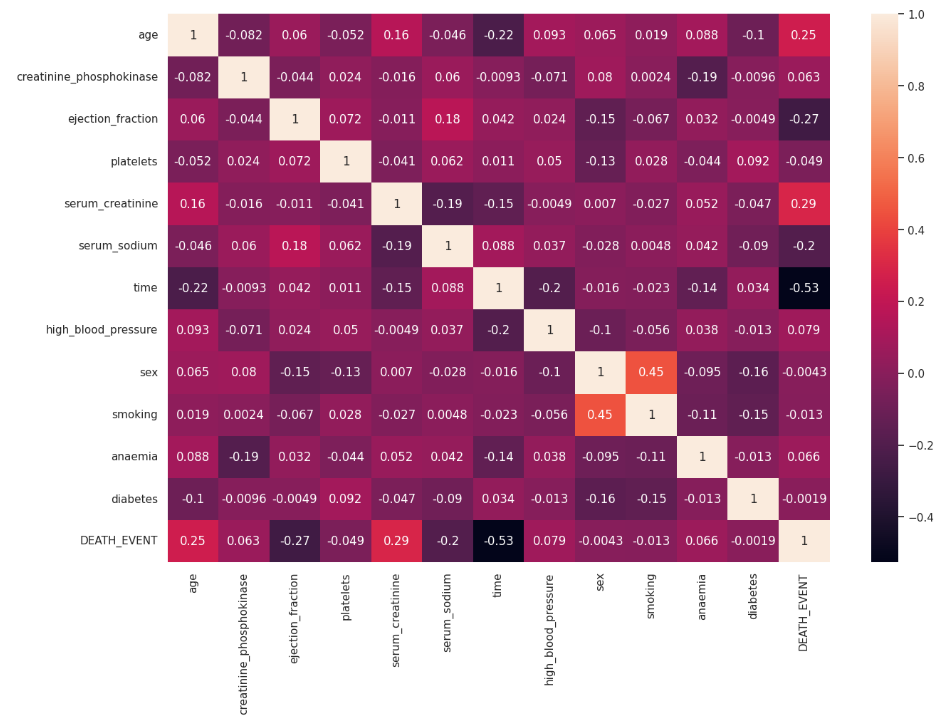 age 1 -0.082 0.06 -0.052 0.16 -0.046 -0.22 0.093 0.065 0.019 0.088 -0.1 0.25
creatinine_phosphokinase -0.082 1 -0.044 0.024 -0.016 0.06 -0.0093 -0.071 0.08 0.0024 -0.19 -0.0096 0.063
ejection_fraction 0.06 -0.044 1 0.072 -0.011 0.18 0.042 0.024 -0.15 -0.067 0.032 -0.0049 -0.27
platelets -0.052 0.024 0.072 1 -0.041 0.062 0.011 0.05 -0.13 0.028 -0.044 0.092 -0.049
serum_creatinine 0.16 -0.016 -0.011 -0.041 1 -0.19 -0.15 -0.0049 0.007 -0.027 0.052 -0.047 0.29
serum_sodium -0.046 0.06 0.18 0.062 -0.19 1 0.088 0.037 -0.028 0.0048 0.042 -0.09 -0.2
time -0.22 -0.0093 0.042 0.011 -0.15 0.088 1 -0.2 -0.016 -0.023 -0.14 0.034 -0.53
high_blood_pressure 0.093 -0.071 0.024 0.05 -0.0049 0.037 -0.2 1 -0.1 -0.056 0.038 -0.013 0.079
sex 0.065 0.08 -0.15 -0.13 0.007 -0.028 -0.016 -0.1 1 0.45 -0.095 -0.16 -0.0043
smoking 0.019 0.0024 -0.067 0.028 -0.027 0.0048 -0.023 -0.056 0.45 1 -0.11 -0.15 -0.013
anaemia 0.088 -0.19 0.032 -0.044 0.052 0.042 -0.14 0.038 -0.095 -0.11 1 -0.013 0.066
diabetes -0.1 -0.0096 -0.0049 0.092 -0.047 -0.09 0.034 -0.013 -0.16 -0.15 -0.013 1 -0.0019
DEATH_EVENT 0.25 0.063 -0.27 -0.049 0.29 -0.2 -0.53 0.079 -0.0043 -0.013 0.066 -0.0019 1
age
creatinine_phosphokinase
ejection_fraction
platelets
serum_creatinine
serum_sodium
time
high_blood_pressure
sex
smoking
anaemia
diabetes
DEATH_EVENT
1.0
0.8
0.6
0.4
0.2
0.0
−0.2
−0.4